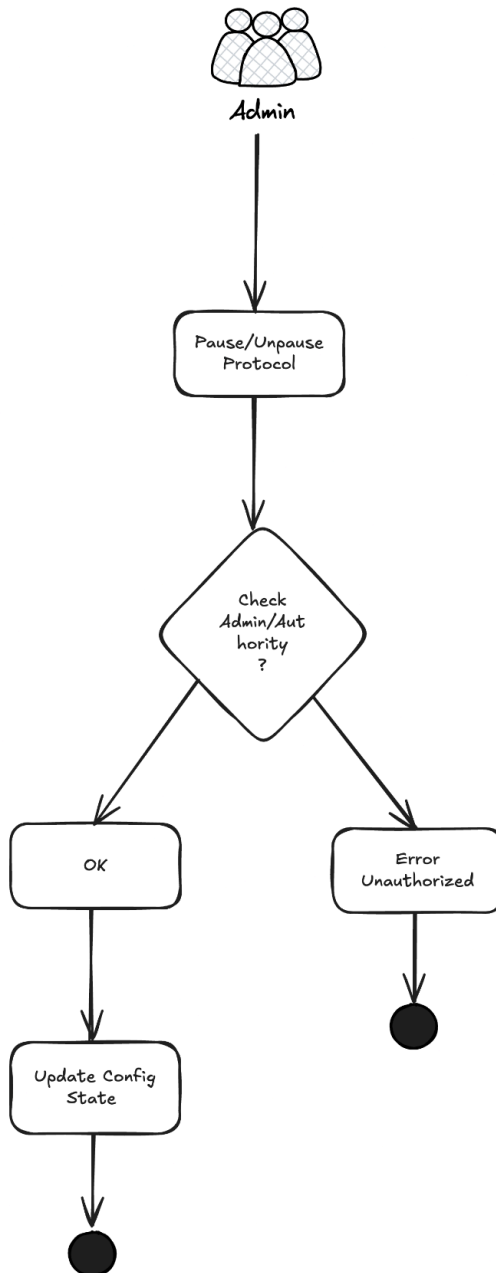 Admin
Pause/Unpause
Protocol
Check
Admin/Aut
hority
?
OK
Error
Unauthorized
Update Config
State